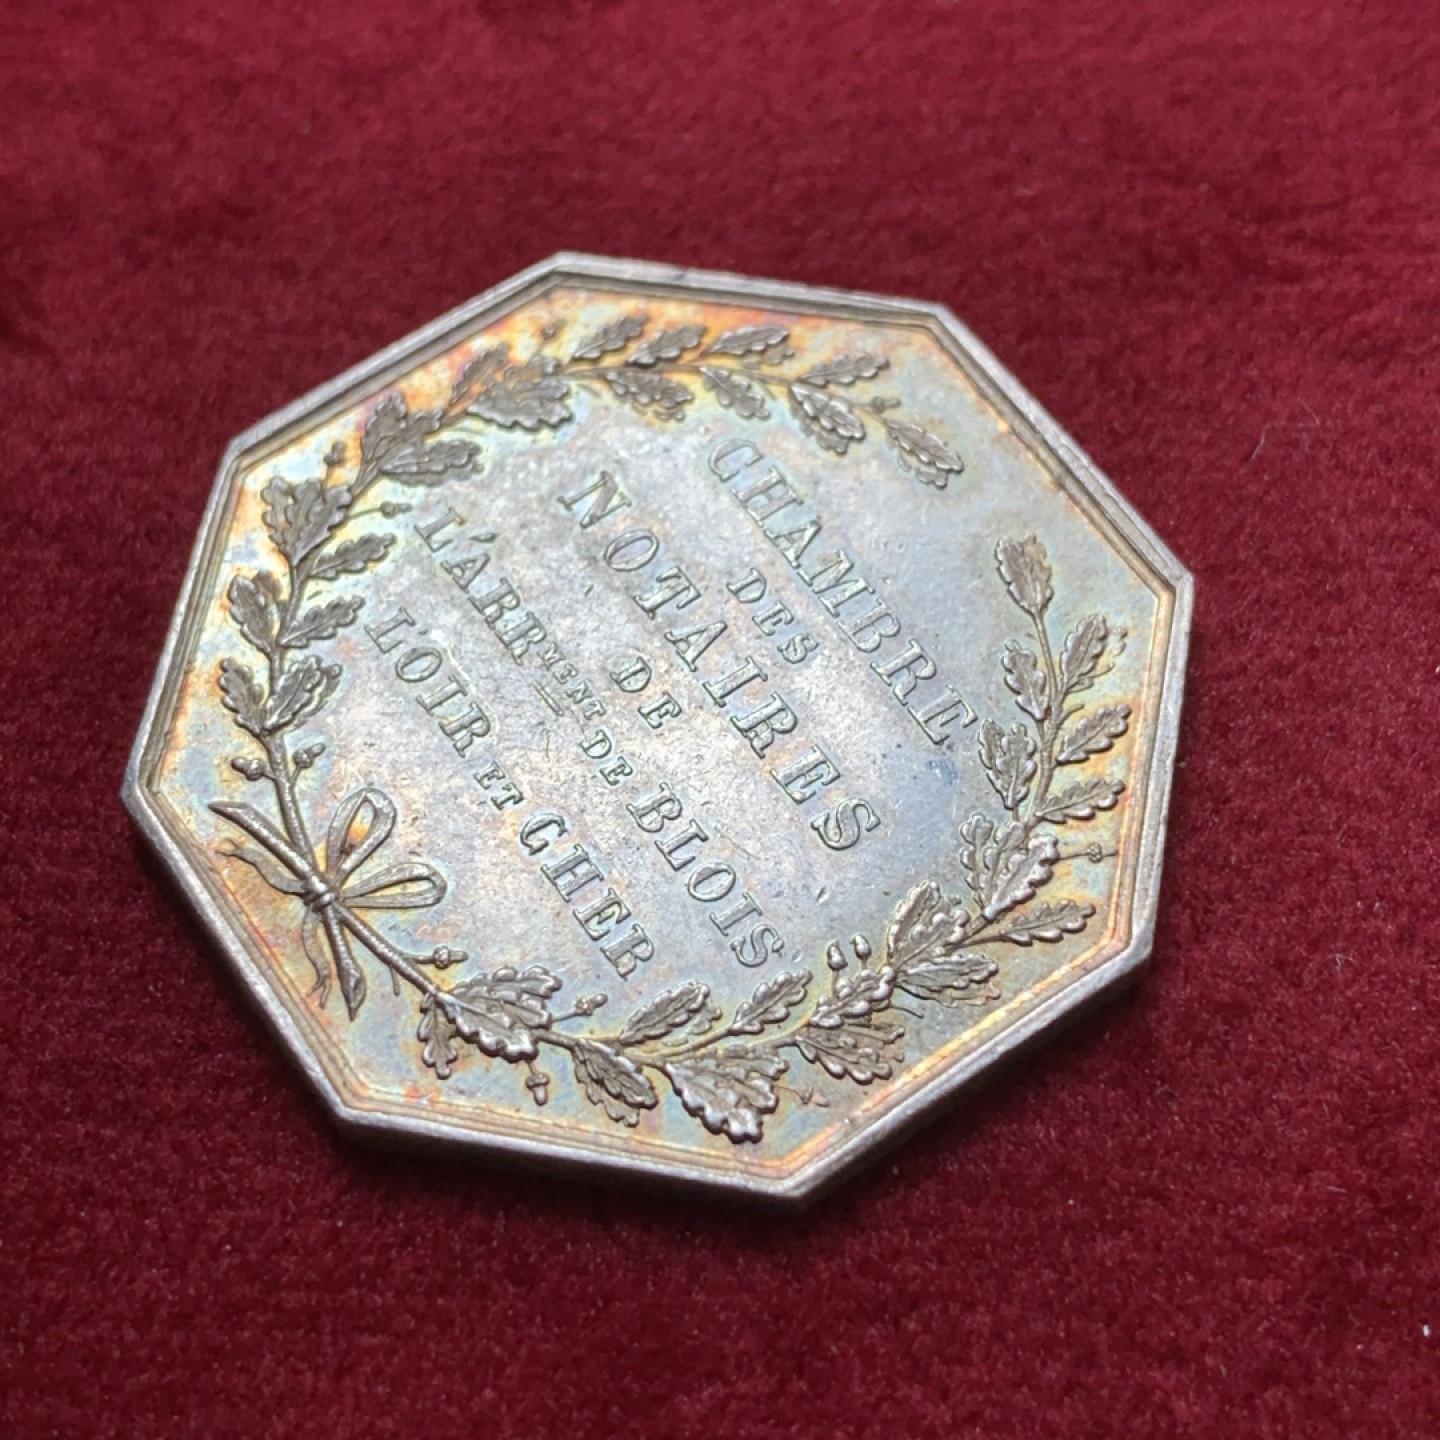 CHAMBRE
DES
NOTAIRES
DE
L'ARRMENT DE BLOIS
LOIR ET CHER